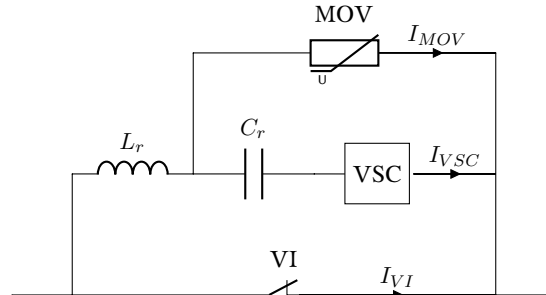 MOV
I_{MOV}
U
L_r
C_r
VSC
I_{VSC}
VI
I_{VI}